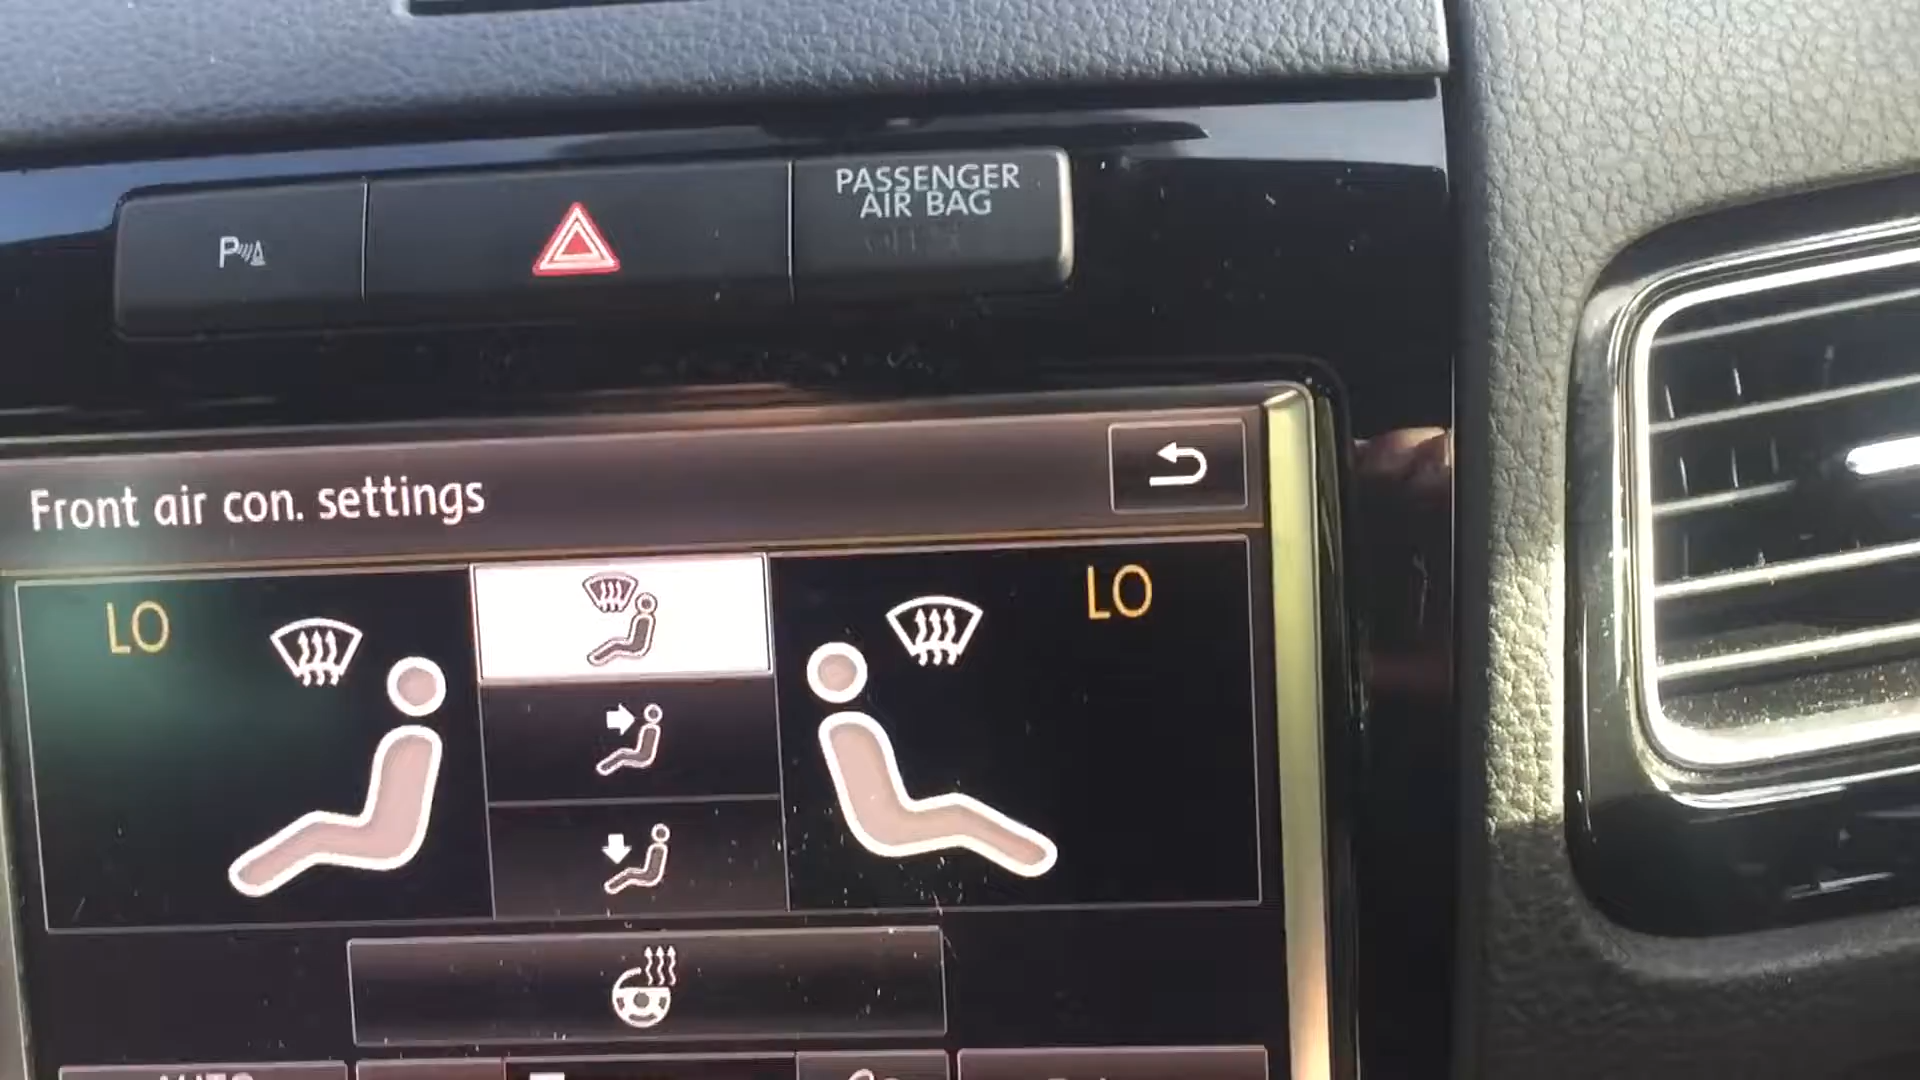 P
PASSENGER
AIR BAG
Front air con. settings
LO
LO